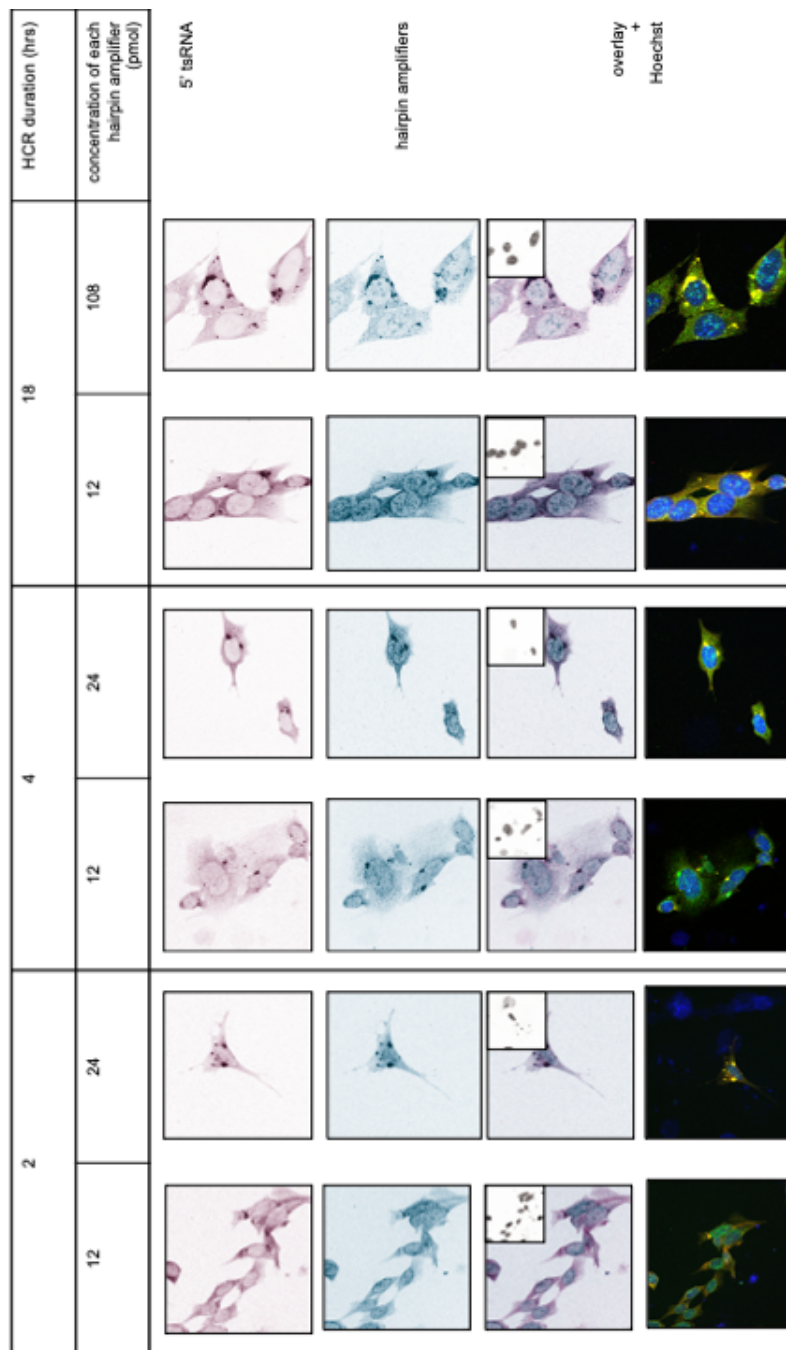 HCR duration (hrs)
2
4
18
concentration of each
hairpin amplifier
(pmol)
12
24
12
24
12
108
5' tsRNA
hairpin amplifiers
overlay
+
Hoechst